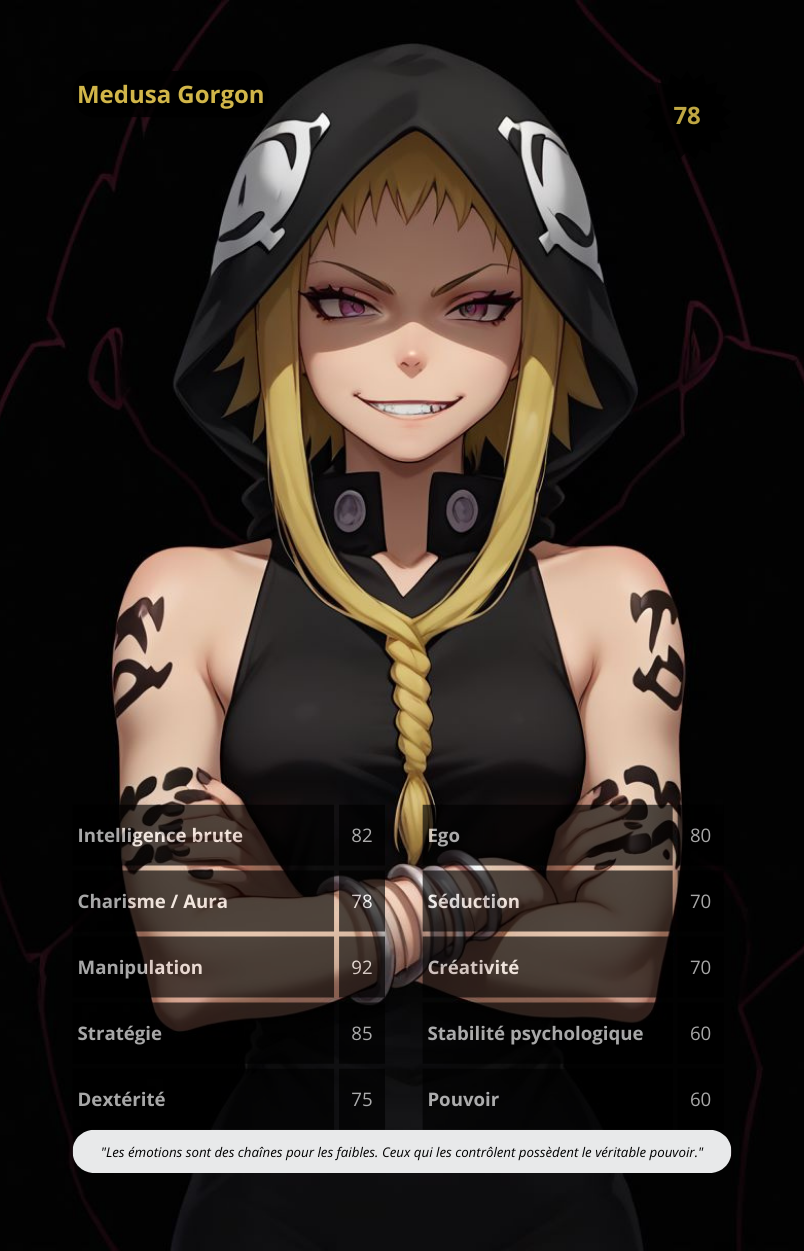 Medusa Gorgon
78
Intelligence brute 82 Ego 80
Charisme / Aura 78 Séduction 70
Manipulation 92 Créativité 70
Stratégie 85 Stabilité psychologique 60
Dextérité 75 Pouvoir 60
"Les émotions sont des chaînes pour les faibles. Ceux qui les contrôlent possèdent le véritable pouvoir."